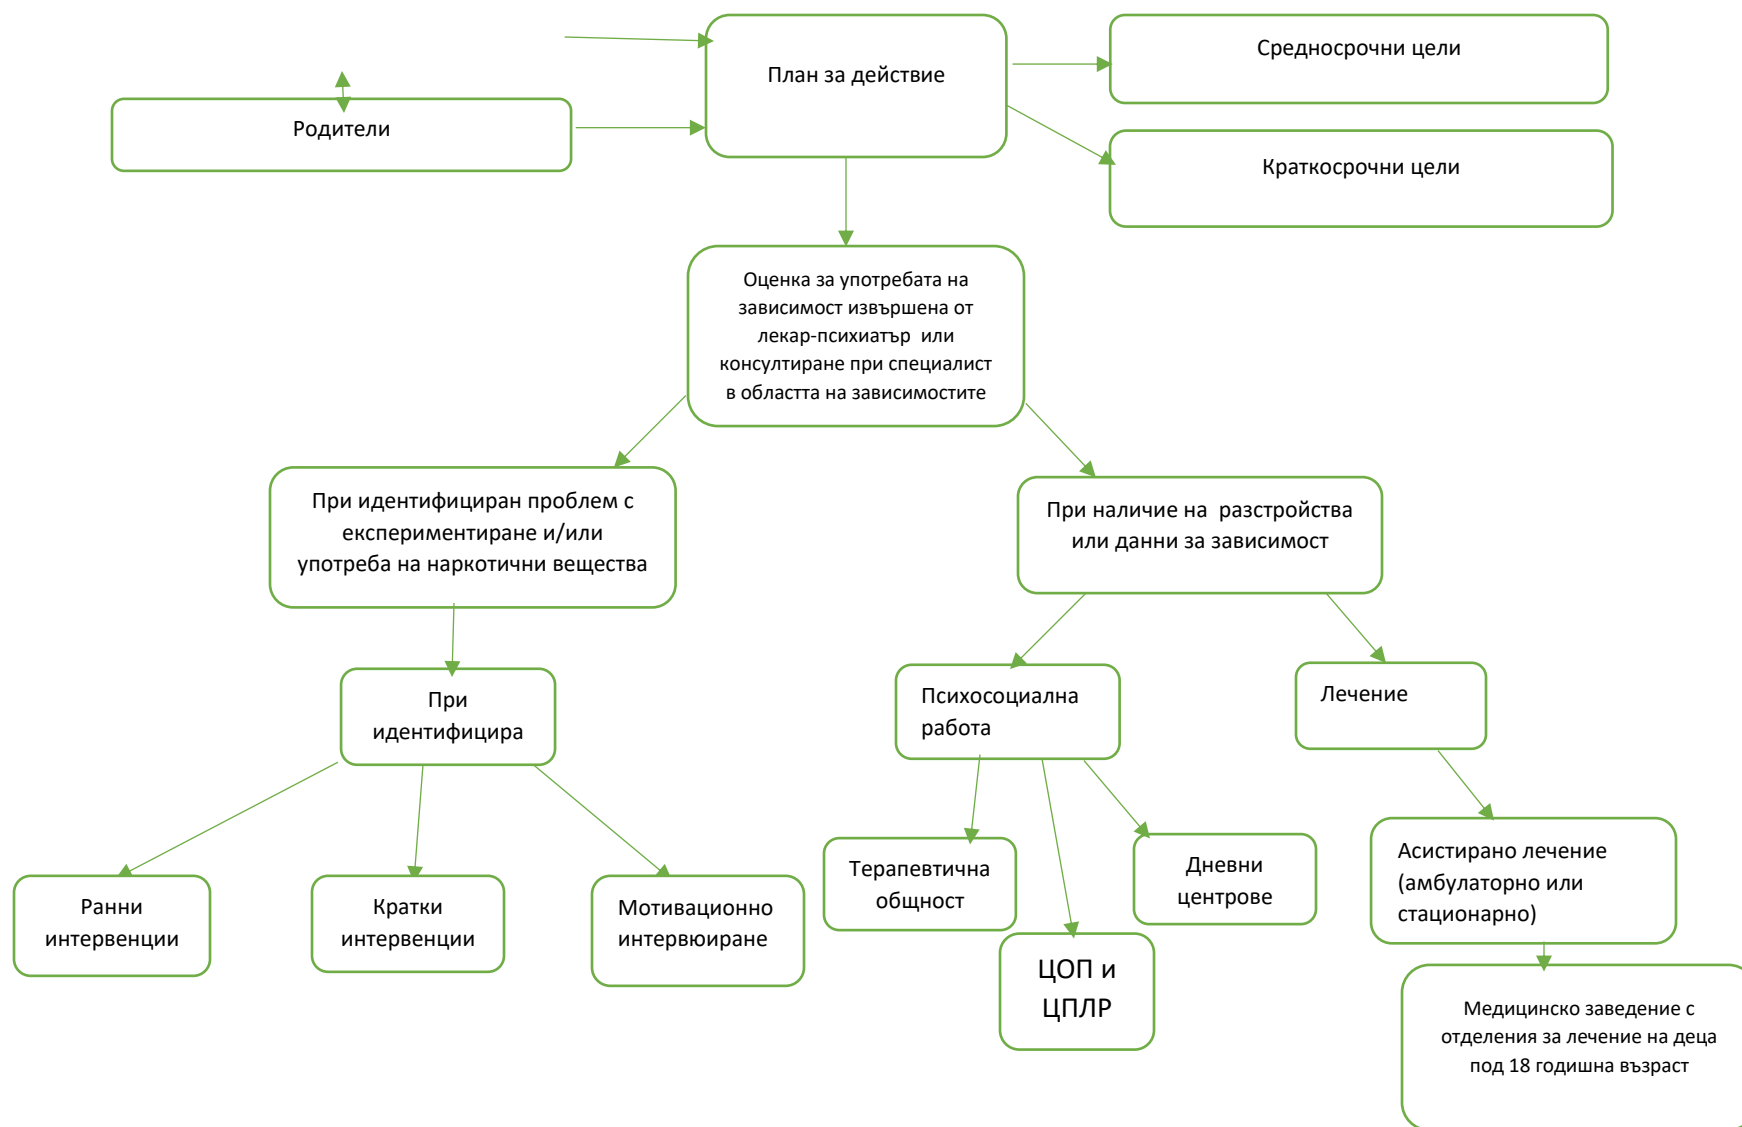 План за действие
Средносрочни цели
Родители
Краткосрочни цели
Оценка за употребата на
зависимост извършена от
лекар-психиатър или
консултиране при специалист
в областта на зависимостите
При идентифициран проблем с
експериментиране и/или
употреба на наркотични вещества
При наличие на разстройства
или данни за зависимост
При
идентифицира
Психосоциална
работа
Лечение
Ранни
интервенции
Кратки
интервенции
Мотивационно
интервюиране
Терапевтична
общност
ЦОП и
ЦПЛР
Дневни
центрове
Асистирано лечение
(амбулаторно или
стационарно)
Медицинско заведение с
отделения за лечение на деца
под 18 годишна възраст